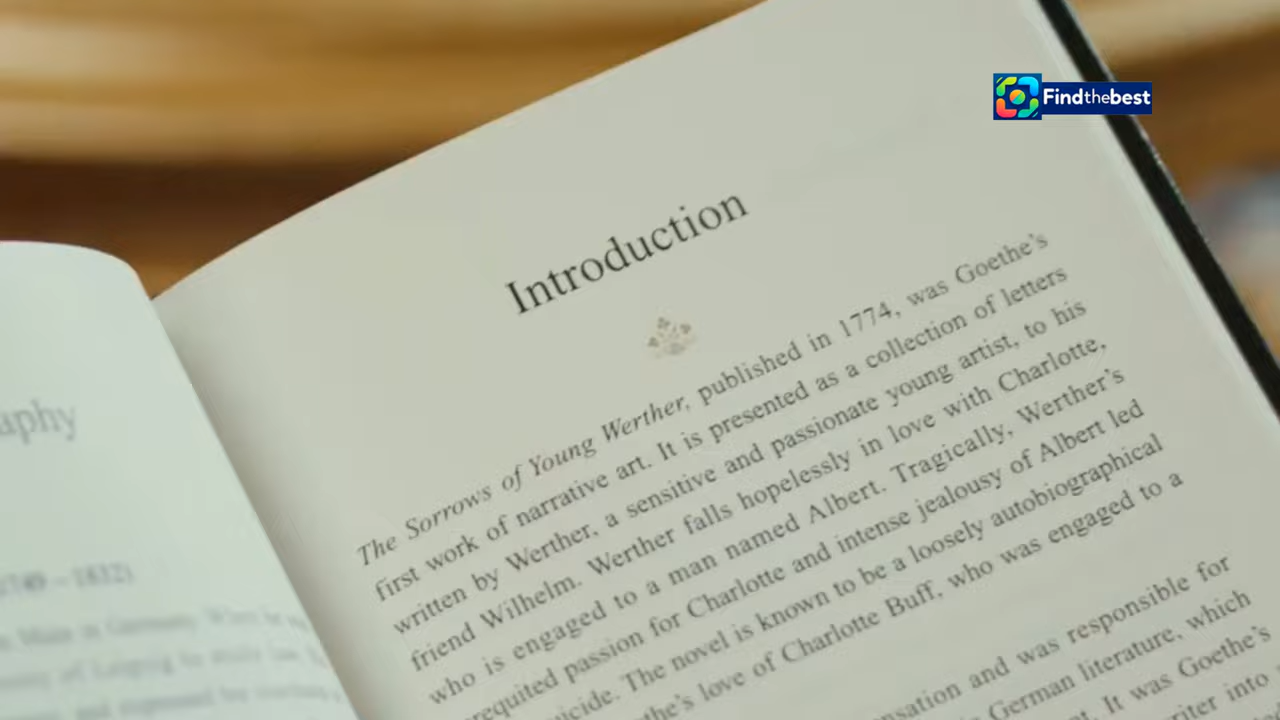 Findthebest
Introduction
The Sorrows of Young Werther, published in 1774, was Goethe's
first work of narrative art. It is presented as a collection of letters
written by Werther, a sensitive and passionate young artist, to his
friend Wilhelm. Werther falls hopelessly in love with Charlotte,
who is engaged to a man named Albert. Tragically, Werther's
requited passion for Charlotte and intense jealousy of Albert led
icide. The novel is known to be a loosely autobiographical
the's love of Charlotte Buff, who was engaged to a
nsation and was responsible for
German literature, which
It was Goethe's
riter into
aphy
1749 – 1832)